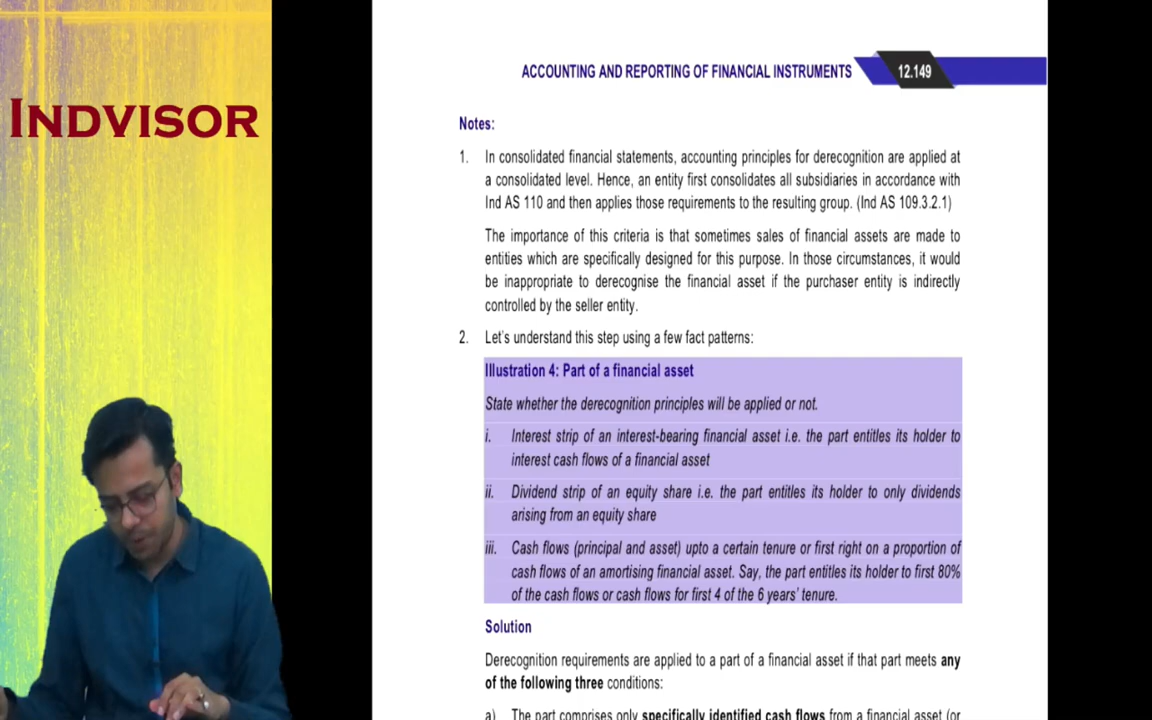 INDVISOR
ACCOUNTING AND REPORTING OF FINANCIAL INSTRUMENTS 12.149
Notes:
1. In consolidated financial statements, accounting principles for derecognition are applied at
a consolidated level. Hence, an entity first consolidates all subsidiaries in accordance with
Ind AS 110 and then applies those requirements to the resulting group. (Ind AS 109.3.2.1)
The importance of this criteria is that sometimes sales of financial assets are made to
entities which are specifically designed for this purpose. In those circumstances, it would
be inappropriate to derecognise the financial asset if the purchaser entity is indirectly
controlled by the seller entity.
2. Let's understand this step using a few fact patterns:
Illustration 4: Part of a financial asset
State whether the derecognition principles will be applied or not.
i. Interest strip of an interest-bearing financial asset i.e. the part entitles its holder to
interest cash flows of a financial asset
ii. Dividend strip of an equity share i.e. the part entitles its holder to only dividends
arising from an equity share
iii. Cash flows (principal and asset) upto a certain tenure or first right on a proportion of
cash flows of an amortising financial asset. Say, the part entitles its holder to first 80%
of the cash flows or cash flows for first 4 of the 6 years' tenure.
Solution
Derecognition requirements are applied to a part of a financial asset if that part meets any
of the following three conditions:
a) The part comprises only specifically identified cash flows from a financial asset (or